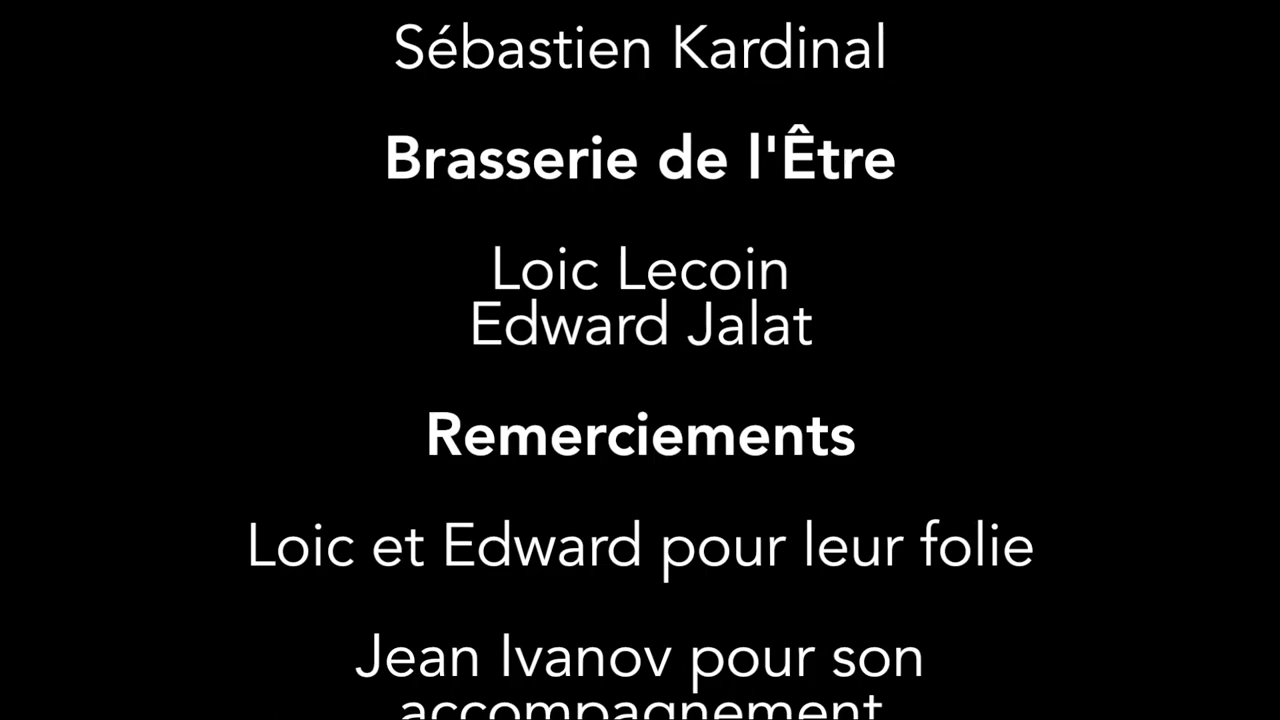 Sébastien Kardinal
Brasserie de l'Être
Loic Lecoin
Edward Jalat
Remerciements
Loic et Edward pour leur folie
Jean Ivanov pour son
accompagnement